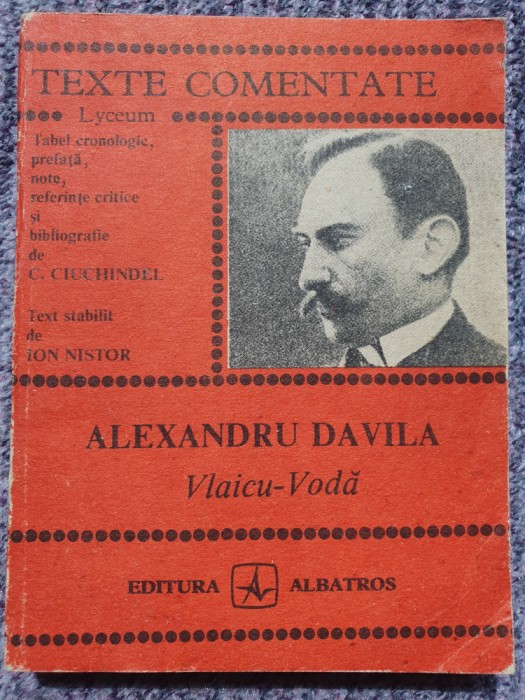 TEXTE COMENTATE
Lyceum
Tabel cronologic,
prefață,
note,
referințe critice
și
bibliografie
de
C. CIUCHINDEL
Text stabilit
de
ION NISTOR
ALEXANDRU DAVILA
Vlaicu-Vodă
EDITURA ALBATROS